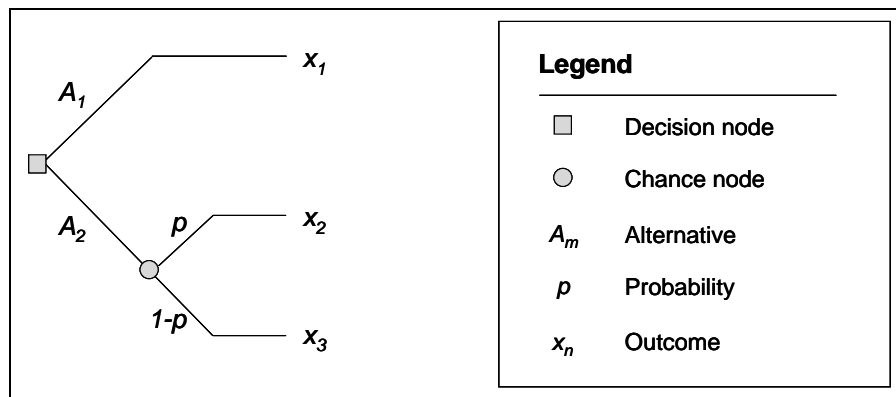 x₁
A₁
A₂
p
x₂
1-p
x₃
Legend
Decision node
Chance node
Aₘ Alternative
p Probability
xₙ Outcome